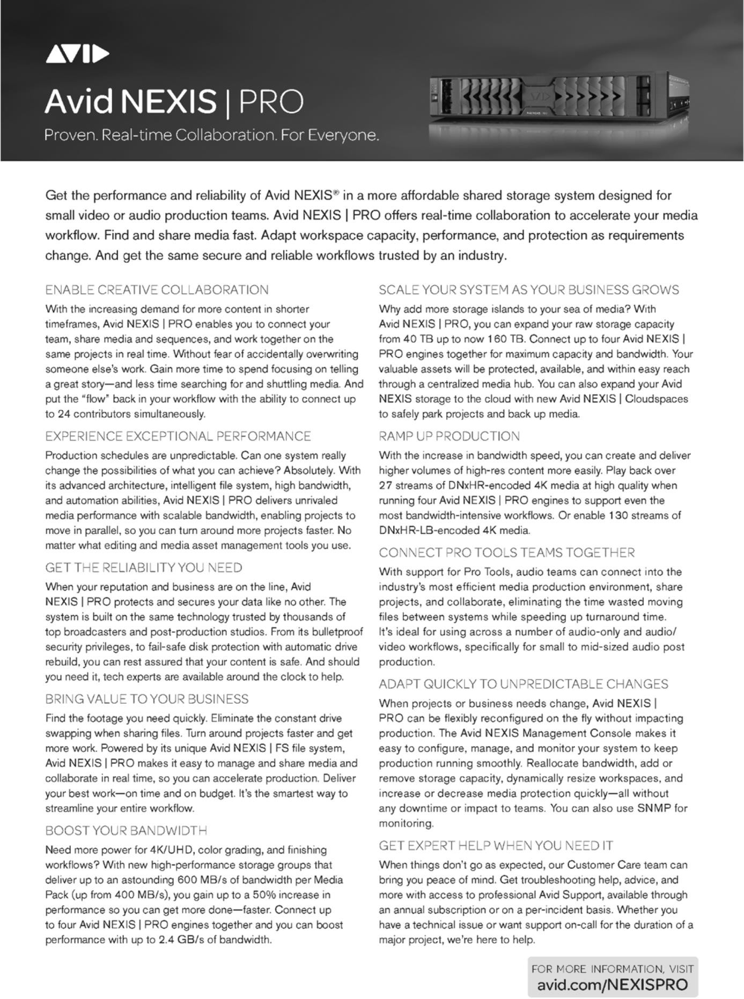 AVID
Avid NEXIS | PRO
Proven. Real-time Collaboration. For Everyone.
Get the performance and reliability of Avid NEXIS® in a more affordable shared storage system designed for
small video or audio production teams. Avid NEXIS | PRO offers real-time collaboration to accelerate your media
workflow. Find and share media fast. Adapt workspace capacity, performance, and protection as requirements
change. And get the same secure and reliable workflows trusted by an industry.
ENABLE CREATIVE COLLABORATION
With the increasing demand for more content in shorter
timeframes, Avid NEXIS | PRO enables you to connect your
team, share media and sequences, and work together on the
same projects in real time. Without fear of accidentally overwriting
someone else's work. Gain more time to spend focusing on telling
a great story—and less time searching for and shuttling media. And
put the "flow" back in your workflow with the ability to connect up
to 24 contributors simultaneously.
EXPERIENCE EXCEPTIONAL PERFORMANCE
Production schedules are unpredictable. Can one system really
change the possibilities of what you can achieve? Absolutely. With
its advanced architecture, intelligent file system, high bandwidth,
and automation abilities, Avid NEXIS | PRO delivers unrivaled
media performance with scalable bandwidth, enabling projects to
move in parallel, so you can turn around more projects faster. No
matter what editing and media asset management tools you use.
GET THE RELIABILITY YOU NEED
When your reputation and business are on the line, Avid
NEXIS | PRO protects and secures your data like no other. The
system is built on the same technology trusted by thousands of
top broadcasters and post-production studios. From its bulletproof
security privileges, to fail-safe disk protection with automatic drive
rebuild, you can rest assured that your content is safe. And should
you need it, tech experts are available around the clock to help.
BRING VALUE TO YOUR BUSINESS
Find the footage you need quickly. Eliminate the constant drive
swapping when sharing files. Turn around projects faster and get
more work. Powered by its unique Avid NEXIS | FS file system,
Avid NEXIS | PRO makes it easy to manage and share media and
collaborate in real time, so you can accelerate production. Deliver
your best work—on time and on budget. It's the smartest way to
streamline your entire workflow.
BOOST YOUR BANDWIDTH
Need more power for 4K/UHD, color grading, and finishing
workflows? With new high-performance storage groups that
deliver up to an astounding 600 MB/s of bandwidth per Media
Pack (up from 400 MB/s), you gain up to a 50% increase in
performance so you can get more done—faster. Connect up
to four Avid NEXIS | PRO engines together and you can boost
performance with up to 2.4 GB/s of bandwidth.
SCALE YOUR SYSTEM AS YOUR BUSINESS GROWS
Why add more storage islands to your sea of media? With
Avid NEXIS | PRO, you can expand your raw storage capacity
from 40 TB up to now 160 TB. Connect up to four Avid NEXIS |
PRO engines together for maximum capacity and bandwidth. Your
valuable assets will be protected, available, and within easy reach
through a centralized media hub. You can also expand your Avid
NEXIS storage to the cloud with new Avid NEXIS | Cloudspaces
to safely park projects and back up media.
RAMP UP PRODUCTION
With the increase in bandwidth speed, you can create and deliver
higher volumes of high-res content more easily. Play back over
27 streams of DNxHR-encoded 4K media at high quality when
running four Avid NEXIS | PRO engines to support even the
most bandwidth-intensive workflows. Or enable 130 streams of
DNxHR-LB-encoded 4K media.
CONNECT PRO TOOLS TEAMS TOGETHER
With support for Pro Tools, audio teams can connect into the
industry's most efficient media production environment, share
projects, and collaborate, eliminating the time wasted moving
files between systems while speeding up turnaround time.
It's ideal for using across a number of audio-only and audio/
video workflows, specifically for small to mid-sized audio post
production.
ADAPT QUICKLY TO UNPREDICTABLE CHANGES
When projects or business needs change, Avid NEXIS |
PRO can be flexibly reconfigured on the fly without impacting
production. The Avid NEXIS Management Console makes it
easy to configure, manage, and monitor your system to keep
production running smoothly. Reallocate bandwidth, add or
remove storage capacity, dynamically resize workspaces, and
increase or decrease media protection quickly—all without
any downtime or impact to teams. You can also use SNMP for
monitoring.
GET EXPERT HELP WHEN YOU NEED IT
When things don't go as expected, our Customer Care team can
bring you peace of mind. Get troubleshooting help, advice, and
more with access to professional Avid Support, available through
an annual subscription or on a per-incident basis. Whether you
have a technical issue or want support on-call for the duration of a
major project, we're here to help.
FOR MORE INFORMATION, VISIT
avid.com/NEXISPRO